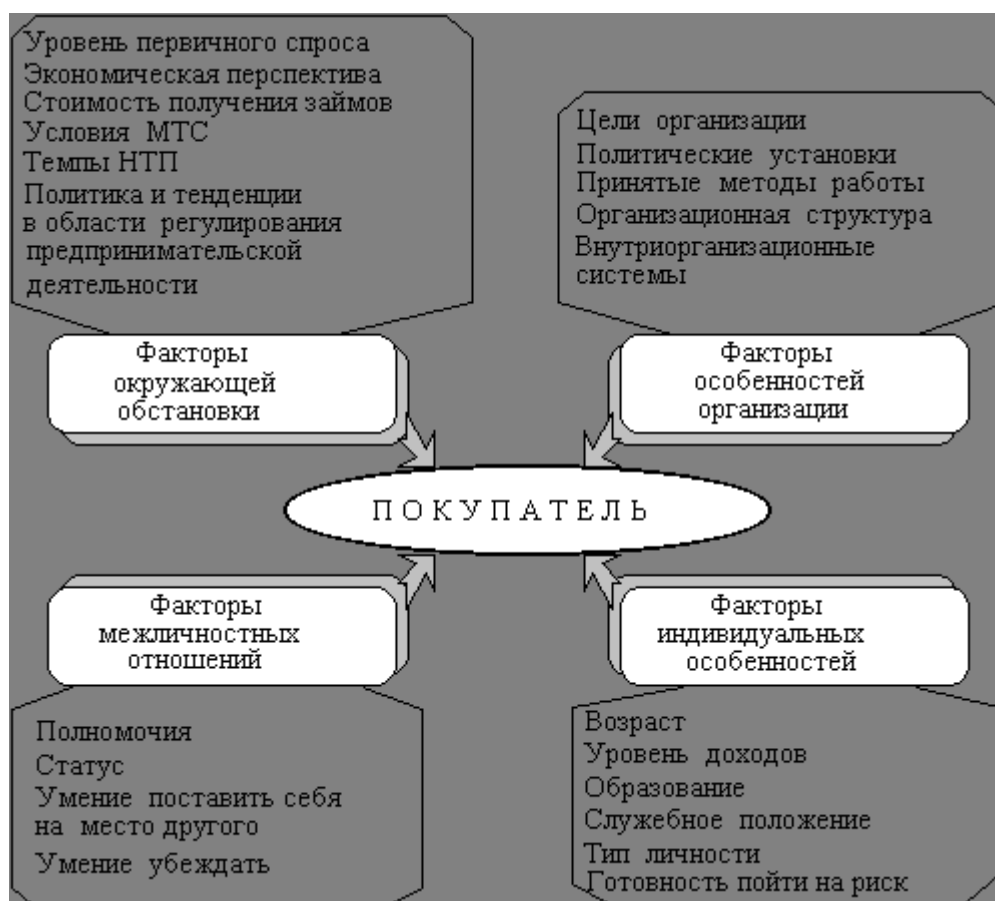 Уровень первичного спроса
Экономическая перспектива
Стоимость получения займов
Условия МТС
Темпы НТП
Политика и тенденции
в области регулирования
предпринимательской
деятельности
Цели организации
Политические установки
Принятые методы работы
Организационная структура
Внутриорганизационные
системы
Факторы
окружающей
обстановки
Факторы
особенностей
организации
ПОКУПАТЕЛЬ
Факторы
межличностных
отношений
Факторы
индивидуальных
особенностей
Полномочия
Статус
Умение поставить себя
на место другого
Умение убеждать
Возраст
Уровень доходов
Образование
Служебное положение
Тип личности
Готовность пойти на риск